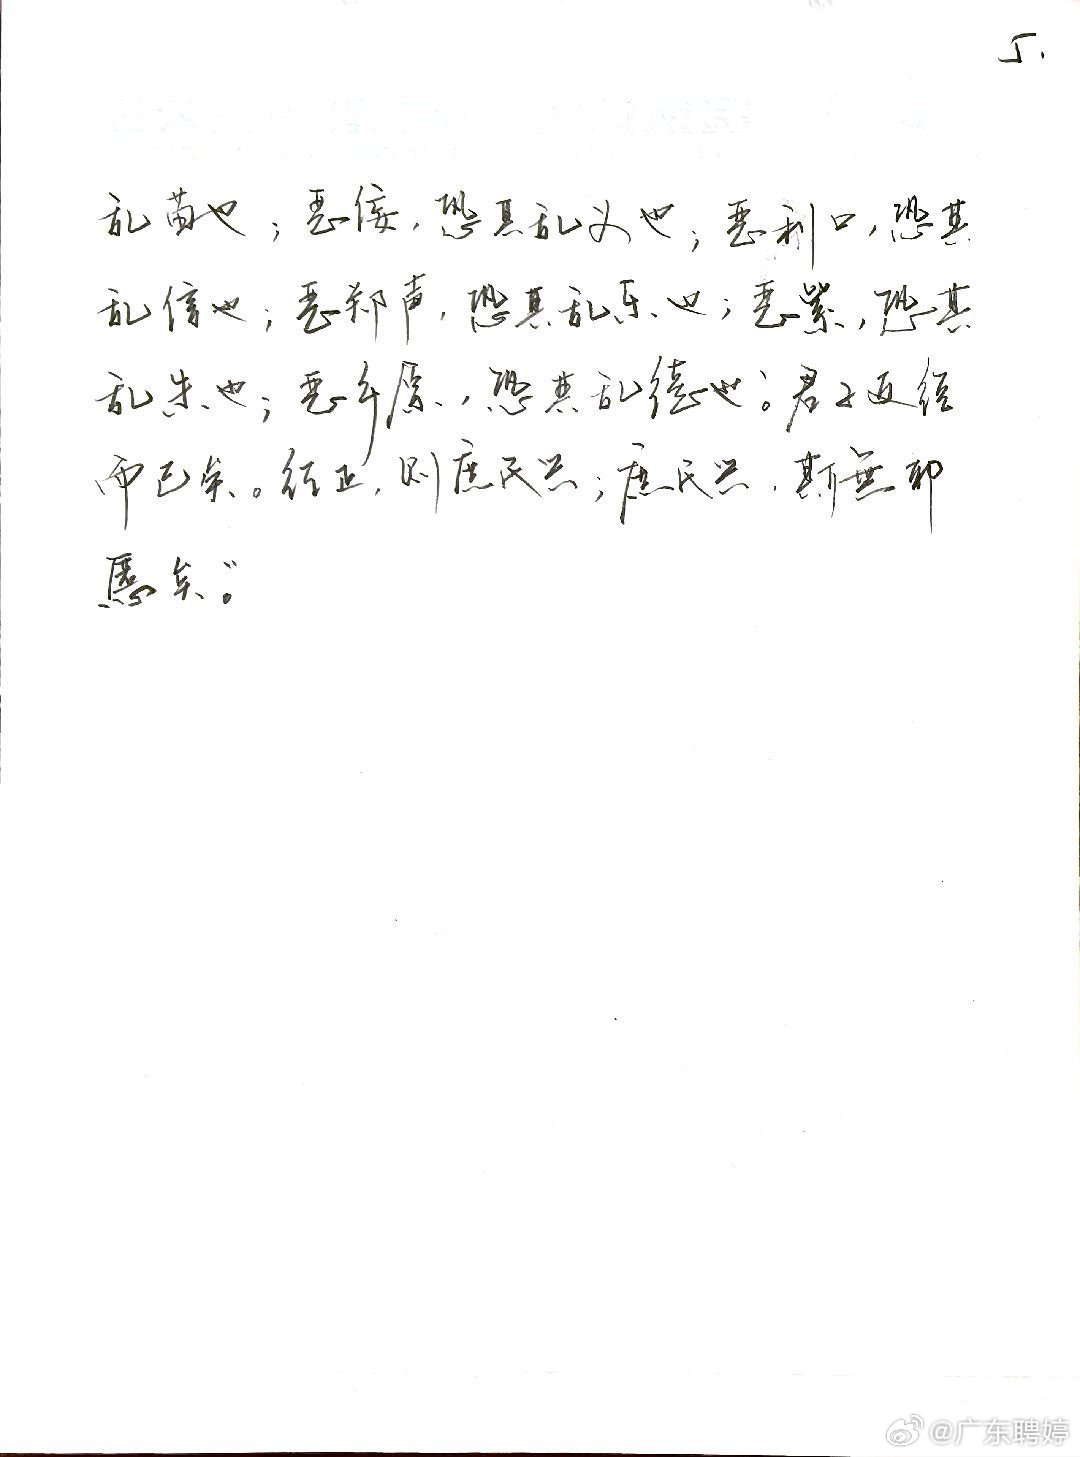 5.
乱苗也；恶佞，恐其乱义也；恶利口，恐其
乱信也；恶郑声，恐其乱乐也；恶紫，恐其
乱朱也；恶乡原，恐其乱德也。'君子反经
而已矣。经正，则庶民兴；庶民兴，斯無邪
慝矣。"
@广东聘婷